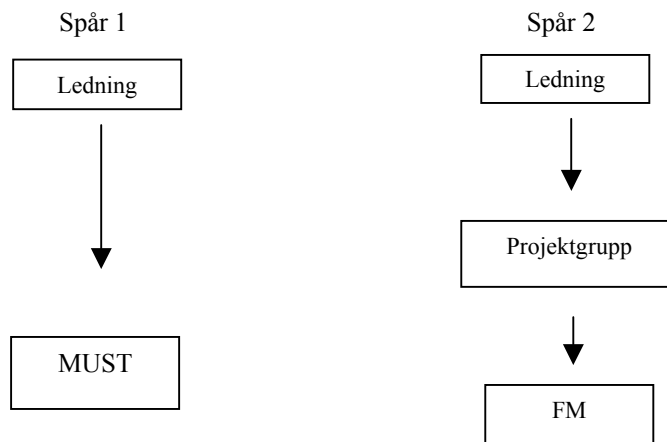 Spår 1
Ledning
MUST
Spår 2
Ledning
Projektgrupp
FM